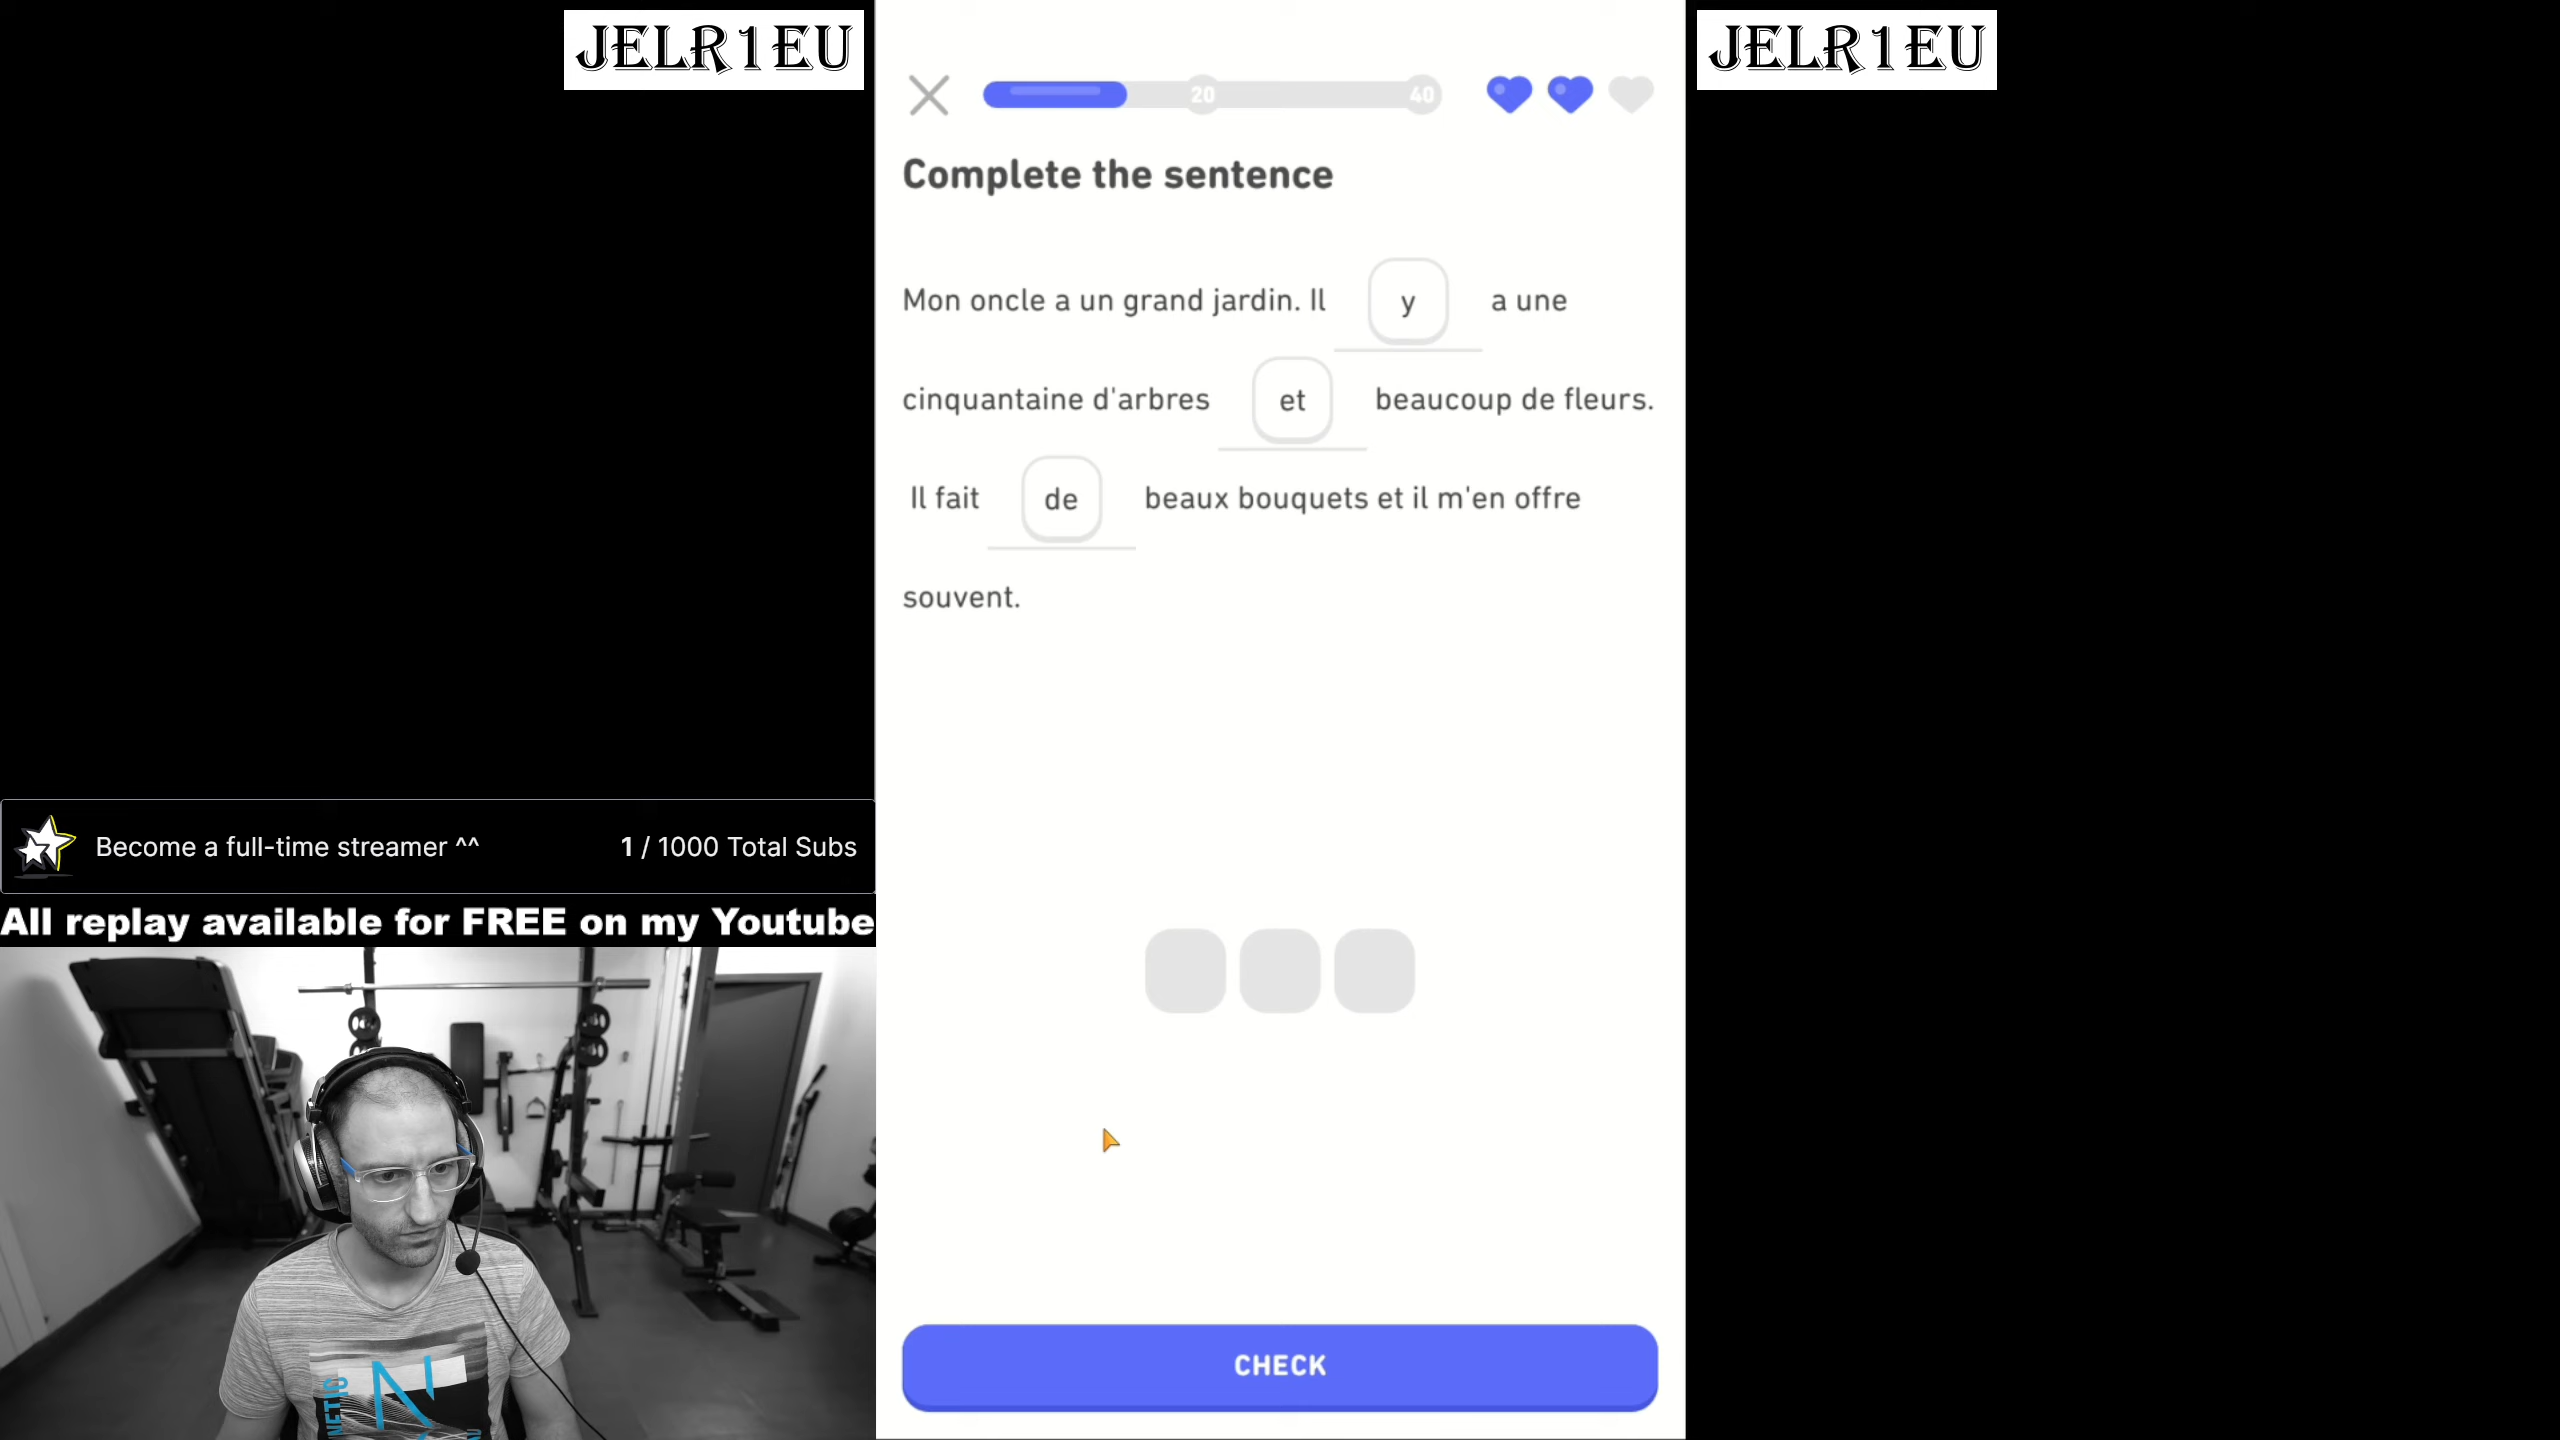 JELR1EU
JELR1EU
20
40
Complete the sentence
Mon oncle a un grand jardin. Il y a une
cinquantaine d'arbres et beaucoup de fleurs.
Il fait de beaux bouquets et il m'en offre
souvent.
Become a full-time streamer ^^ 1 / 1000 Total Subs
All replay available for FREE on my Youtube
CHECK